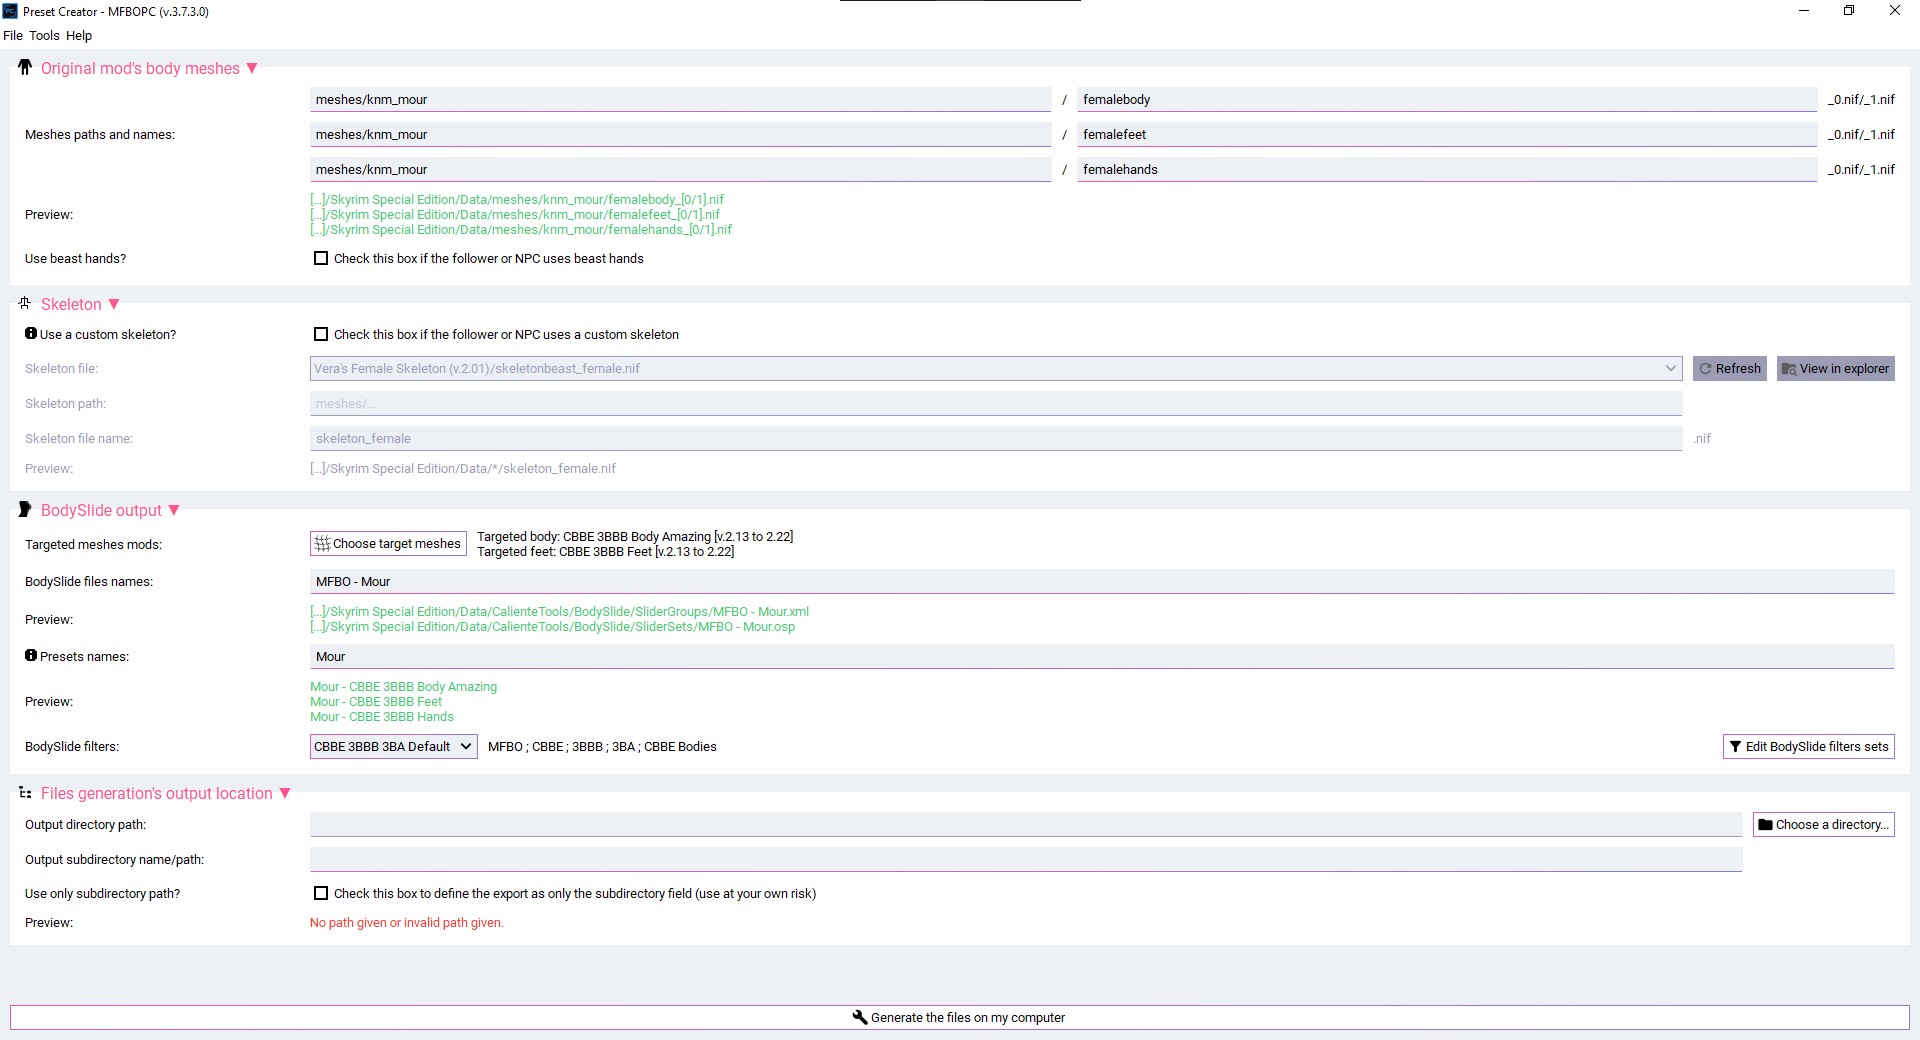 Preset Creator - MFBOPC (v.3.7.3.0)
File Tools Help
Original mod's body meshes ▼
meshes/knm_mour / femalebody _0.nif/_1.nif
Meshes paths and names: meshes/knm_mour / femalefeet _0.nif/_1.nif
meshes/knm_mour / femalehands _0.nif/_1.nif
[...]/Skyrim Special Edition/Data/meshes/knm_mour/femalebody_[0/1].nif
Preview: [...]/Skyrim Special Edition/Data/meshes/knm_mour/femalefeet_[0/1].nif
[...]/Skyrim Special Edition/Data/meshes/knm_mour/femalehands_[0/1].nif
Use beast hands? Check this box if the follower or NPC uses beast hands
Skeleton ▼
Use a custom skeleton? Check this box if the follower or NPC uses a custom skeleton
Skeleton file: Vera's Female Skeleton (v.2.01)/skeletonbeast_female.nif Refresh View in explorer
Skeleton path: meshes/...
Skeleton file name: skeleton_female .nif
Preview: [...]/Skyrim Special Edition/Data/*/skeleton_female.nif
BodySlide output ▼
Targeted meshes mods: Choose target meshes Targeted body: CBBE 3BBB Body Amazing [v.2.13 to 2.22]
Targeted feet: CBBE 3BBB Feet [v.2.13 to 2.22]
BodySlide files names: MFBO - Mour
Preview: [...]/Skyrim Special Edition/Data/CalienteTools/BodySlide/SliderGroups/MFBO - Mour.xml
[...]/Skyrim Special Edition/Data/CalienteTools/BodySlide/SliderSets/MFBO - Mour.osp
Presets names: Mour
Mour - CBBE 3BBB Body Amazing
Preview: Mour - CBBE 3BBB Feet
Mour - CBBE 3BBB Hands
BodySlide filters: CBBE 3BBB 3BA Default MFBO ; CBBE ; 3BBB ; 3BA ; CBBE Bodies Edit BodySlide filters sets
Files generation's output location ▼
Output directory path: Choose a directory...
Output subdirectory name/path:
Use only subdirectory path? Check this box to define the export as only the subdirectory field (use at your own risk)
Preview: No path given or invalid path given.
Generate the files on my computer